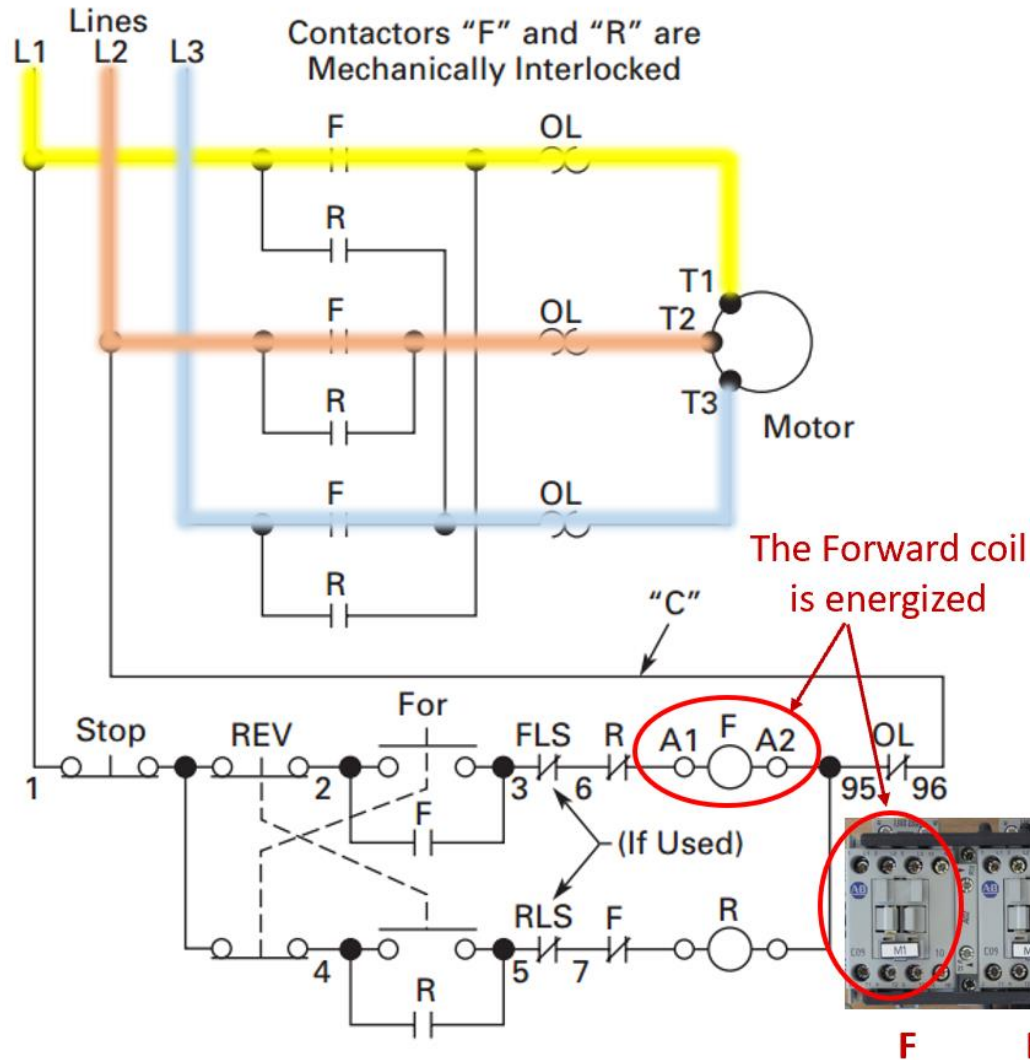 Lines
L1 L2 L3
Contactors “F” and “R” are
Mechanically Interlocked
F OL
R
T1
F OL T2
R
T3
Motor
F OL
R
The Forward coil
is energized
“C”
Stop REV For FLS R A1 F A2 OL
1 2 3 6 95 96
F
(If Used)
RLS F R
4 5 7
R
AB AB
M1
F